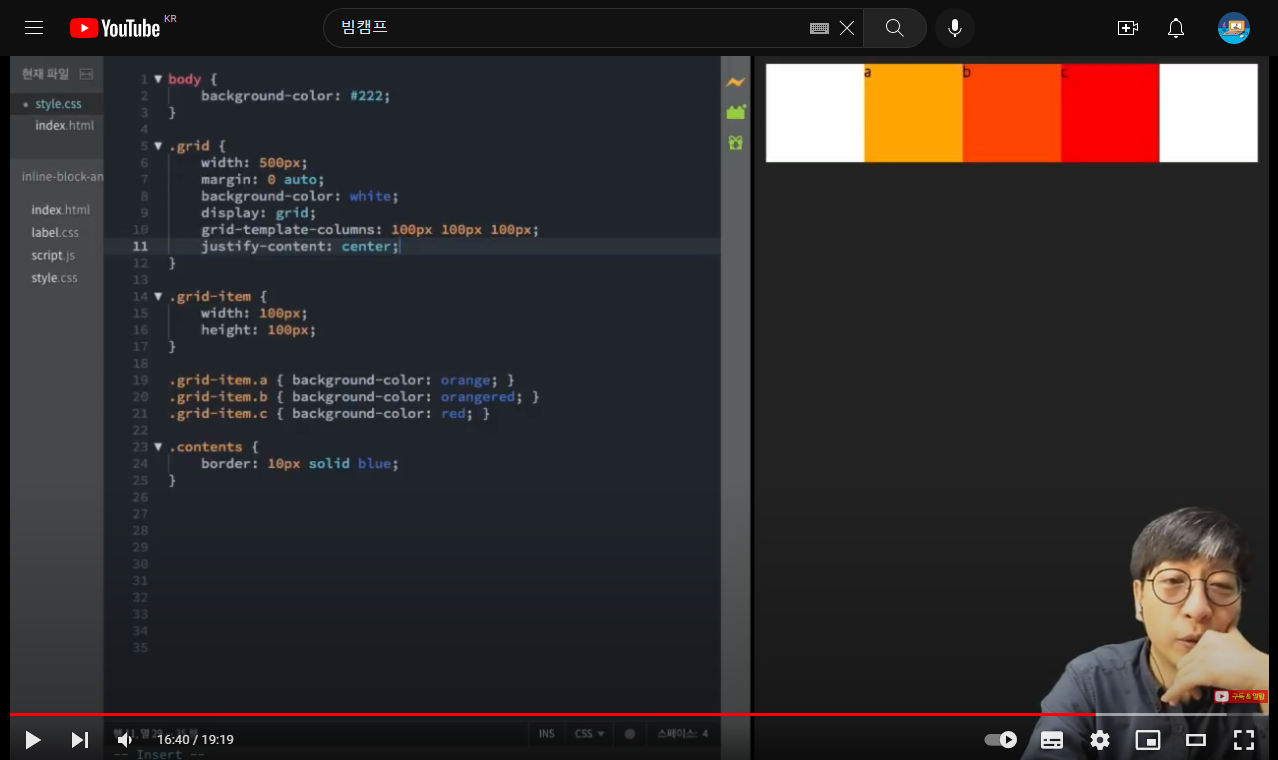 YouTube KR
빔캠프
현재 파일
style.css
index.html
inline-block-an
index.html
label.css
script.js
style.css
1 body {
2 background-color: #222;
3 }
4
5 .grid {
6 width: 500px;
7 margin: 0 auto;
8 background-color: white;
9 display: grid;
10 grid-template-columns: 100px 100px 100px;
11 justify-content: center;
12 }
13
14 .grid-item {
15 width: 100px;
16 height: 100px;
17 }
18
19 .grid-item.a { background-color: orange; }
20 .grid-item.b { background-color: orangered; }
21 .grid-item.c { background-color: red; }
22
23 .contents {
24 border: 10px solid blue;
25 }
26
27
28
29
30
31
32
33
34
35
a b c
구독&알람
16:40 / 19:19
INS CSS 스페이스: 4
-- Insert --